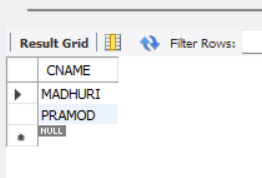 Result Grid Filter Rows:
CNAME
MADHURI
PRAMOD
NULL